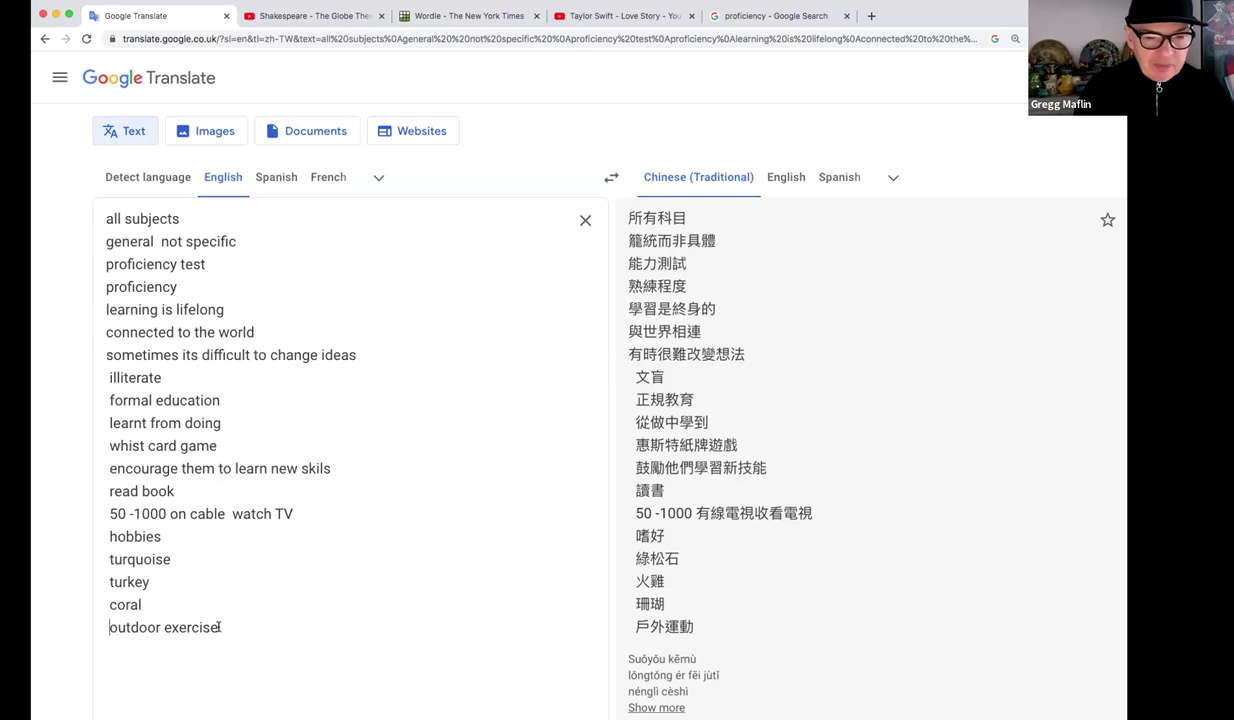 Google Translate
Shakespeare - The Globe The
Wordle - The New York Times
Taylor Swift - Love Story - You
proficiency - Google Search
translate.google.co.uk/?sl=en&tl=zh-TW&text=all%20subjects%0Ageneral%20%20not%20specific%20%0Aproficiency%20test%0Aproficiency%0Alearning%20is%20lifelong%0Aconnected%20to%20the%...
Gregg Maflin
Google Translate
Text
Images
Documents
Websites
Detect language English Spanish French
Chinese (Traditional) English Spanish
all subjects
general  not specific
proficiency test
proficiency
learning is lifelong
connected to the world
sometimes its difficult to change ideas
illiterate
formal education
learnt from doing
whist card game
encourage them to learn new skils
read book
50 -1000 on cable  watch TV
hobbies
turquoise
turkey
coral
outdoor exercise
所有科目
籠統而非具體
能力測試
熟練程度
學習是終身的
與世界相連
有時很難改變想法
文盲
正規教育
從做中學到
惠斯特紙牌遊戲
鼓勵他們學習新技能
讀書
50 -1000 有線電視收看電視
嗜好
綠松石
火雞
珊瑚
戶外運動
Suǒyǒu kēmù
lǒngtǒng ér fēi jùtǐ
nénglì cèshì
Show more